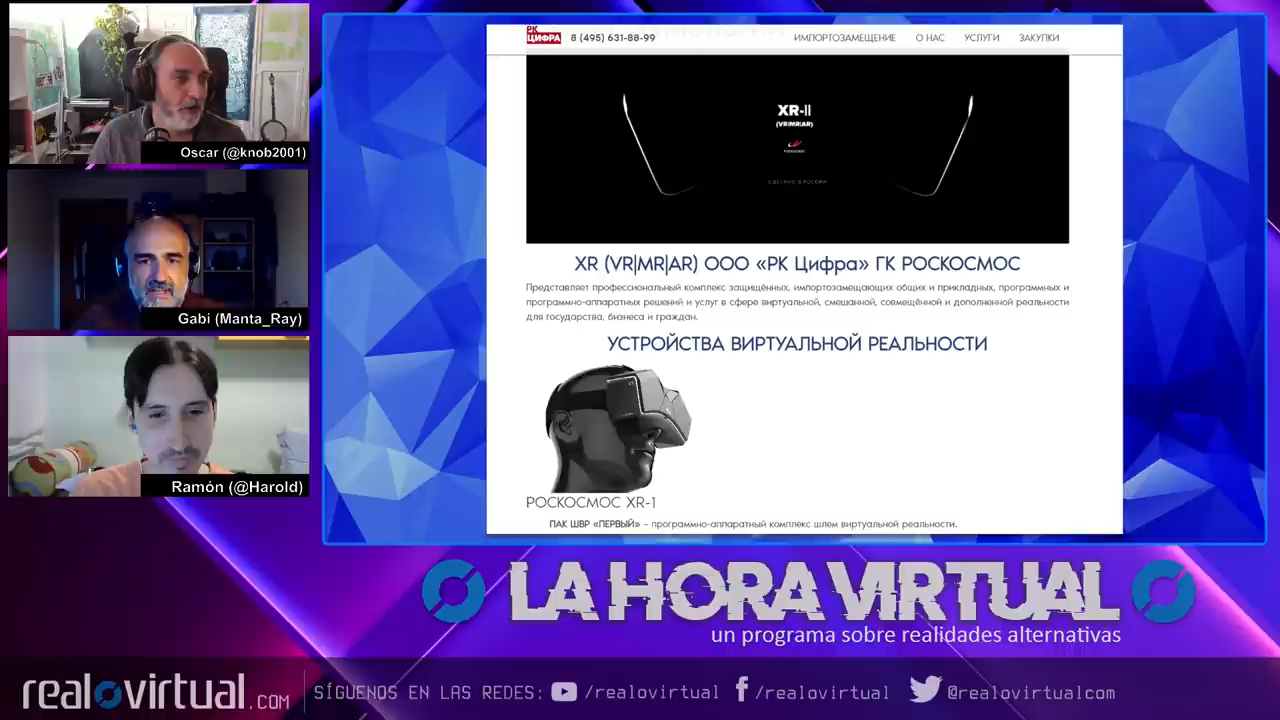 Oscar (@knob2001)
Gabi (Manta_Ray)
Ramón (@Harold)
РК
ЦИФРА
8 (495) 631-88-99
ИМПОРТОЗАМЕЩЕНИЕ
О НАС
УСЛУГИ
ЗАКУПКИ
XR-II
(VR|MR|AR)
СДЕЛАНО В РОССИИ
XR (VR|MR|AR) ООО «РК Цифра» ГК РОСКОСМОС
Представляет профессиональный комплекс защищённых, импортозамещающих общих и прикладных, программных и
программно-аппаратных решений и услуг в сфере виртуальной, смешанной, совмещённой и дополненной реальности
для государства, бизнеса и граждан.
УСТРОЙСТВА ВИРТУАЛЬНОЙ РЕАЛЬНОСТИ
РОСКОСМОС XR-1
ПАК ШВР «ПЕРВЫЙ» – программно-аппаратный комплекс шлем виртуальной реальности.
LA HORA VIRTUAL
un programa sobre realidades alternativas
realovirtual.com
SÍGUENOS EN LAS REDES: /realovirtual /realovirtual @realovirtualcom